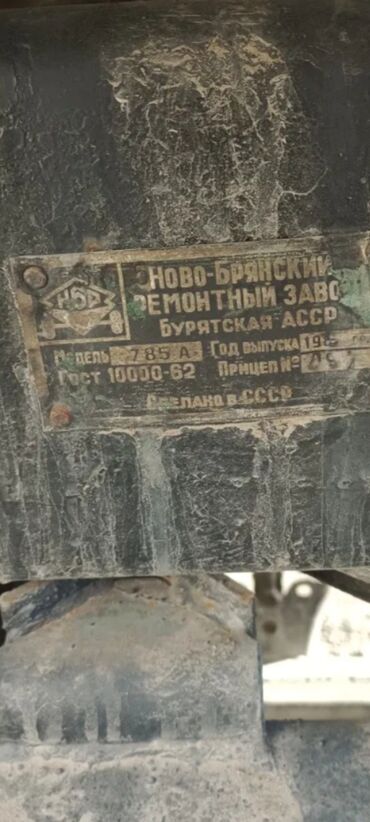 НБР
НОВО-БРЯНСКИЙ
РЕМОНТНЫЙ ЗАВО
БУРЯТСКАЯ АССР
МОДЕЛЬ 785 А ГОД ВЫПУСКА
ГОСТ 10000-62 ПРИЦЕП №
СДЕЛАНО В СССР